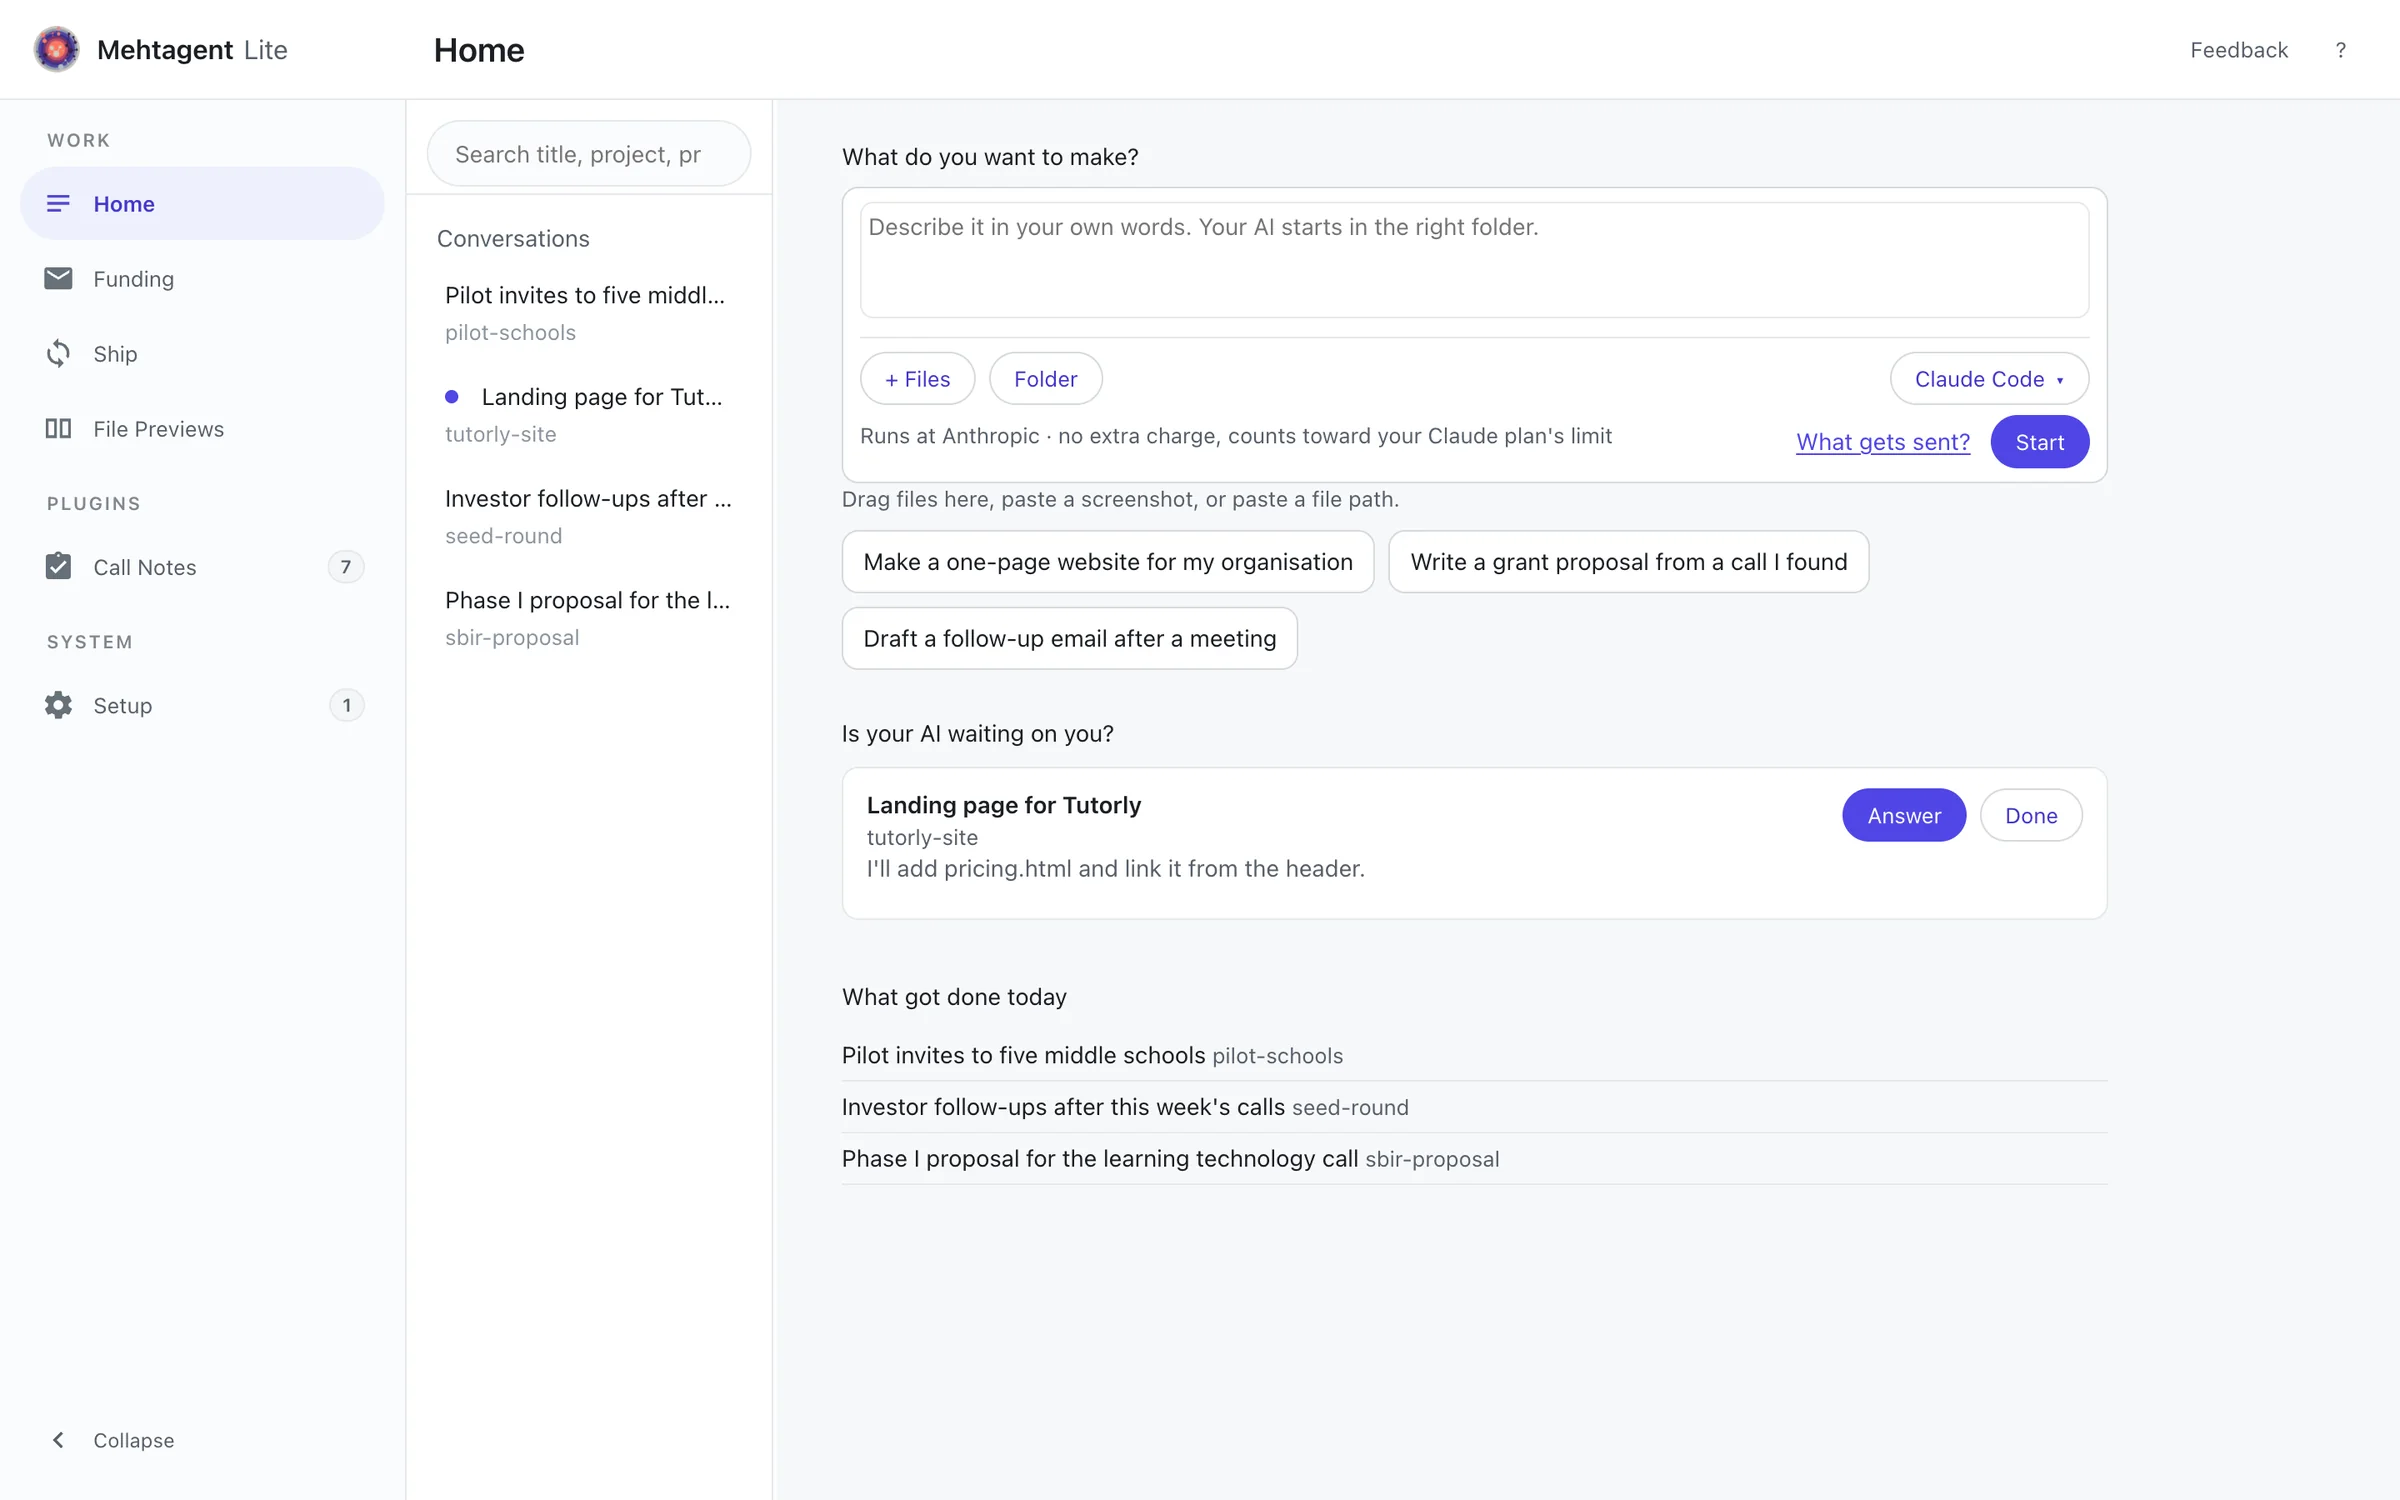 Mehtagent Lite
Home
Feedback
?
WORK
Home
Funding
Ship
File Previews
PLUGINS
Call Notes
7
SYSTEM
Setup
1
Collapse
Search title, project, pr
Conversations
Pilot invites to five middl...
pilot-schools
Landing page for Tut...
tutorly-site
Investor follow-ups after ...
seed-round
Phase I proposal for the l...
sbir-proposal
What do you want to make?
Describe it in your own words. Your AI starts in the right folder.
+ Files
Folder
Claude Code ▾
Runs at Anthropic · no extra charge, counts toward your Claude plan's limit
What gets sent?
Start
Drag files here, paste a screenshot, or paste a file path.
Make a one-page website for my organisation
Write a grant proposal from a call I found
Draft a follow-up email after a meeting
Is your AI waiting on you?
Landing page for Tutorly
tutorly-site
I'll add pricing.html and link it from the header.
Answer
Done
What got done today
Pilot invites to five middle schools pilot-schools
Investor follow-ups after this week's calls seed-round
Phase I proposal for the learning technology call sbir-proposal